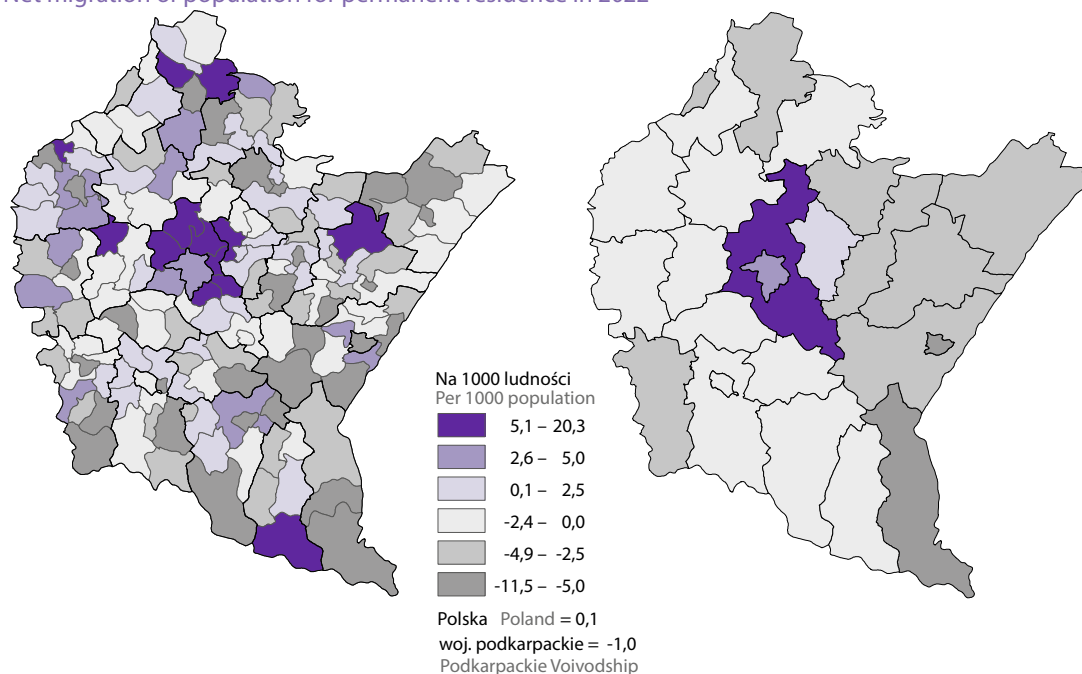 Net migration of population for permanent residence in 2022
Na 1000 ludności
Per 1000 population
5,1 – 20,3
2,6 – 5,0
0,1 – 2,5
-2,4 – 0,0
-4,9 – -2,5
-11,5 – -5,0
Polska Poland = 0,1
woj. podkarpackie = -1,0
Podkarpackie Voivodship